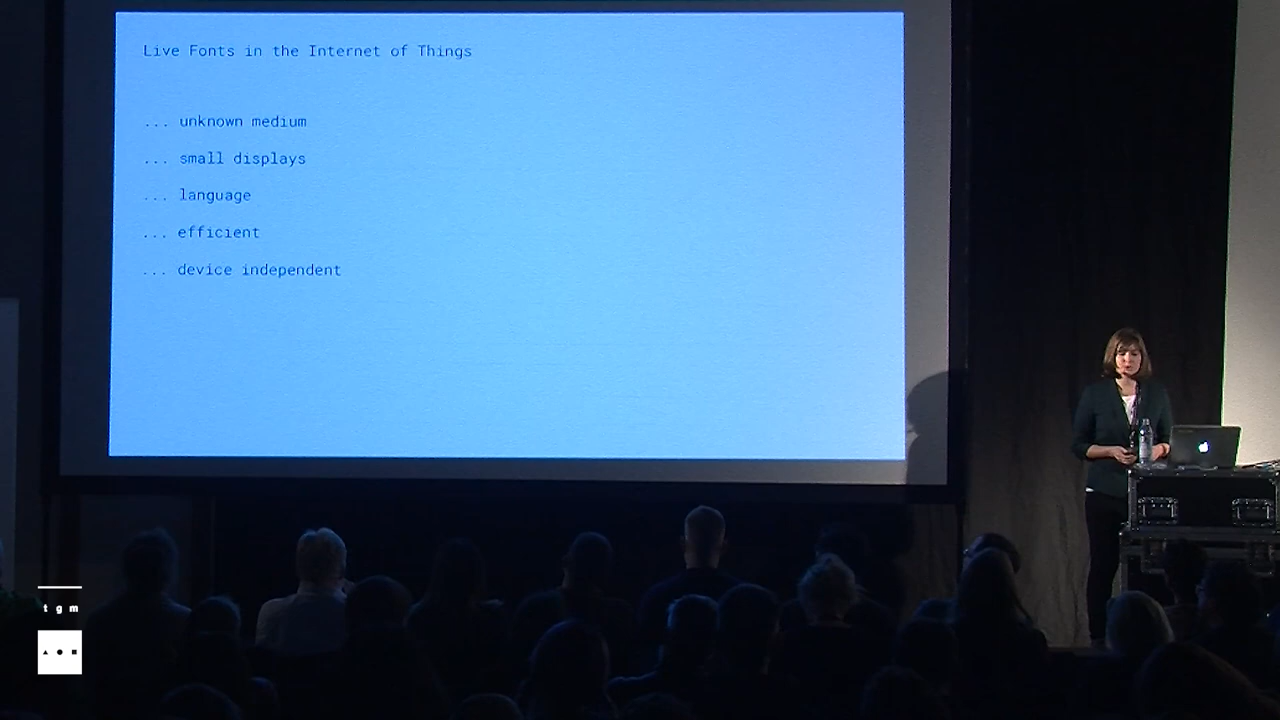 Live Fonts in the Internet of Things
... unknown medium
... small displays
... language
... efficient
... device independent
tgm